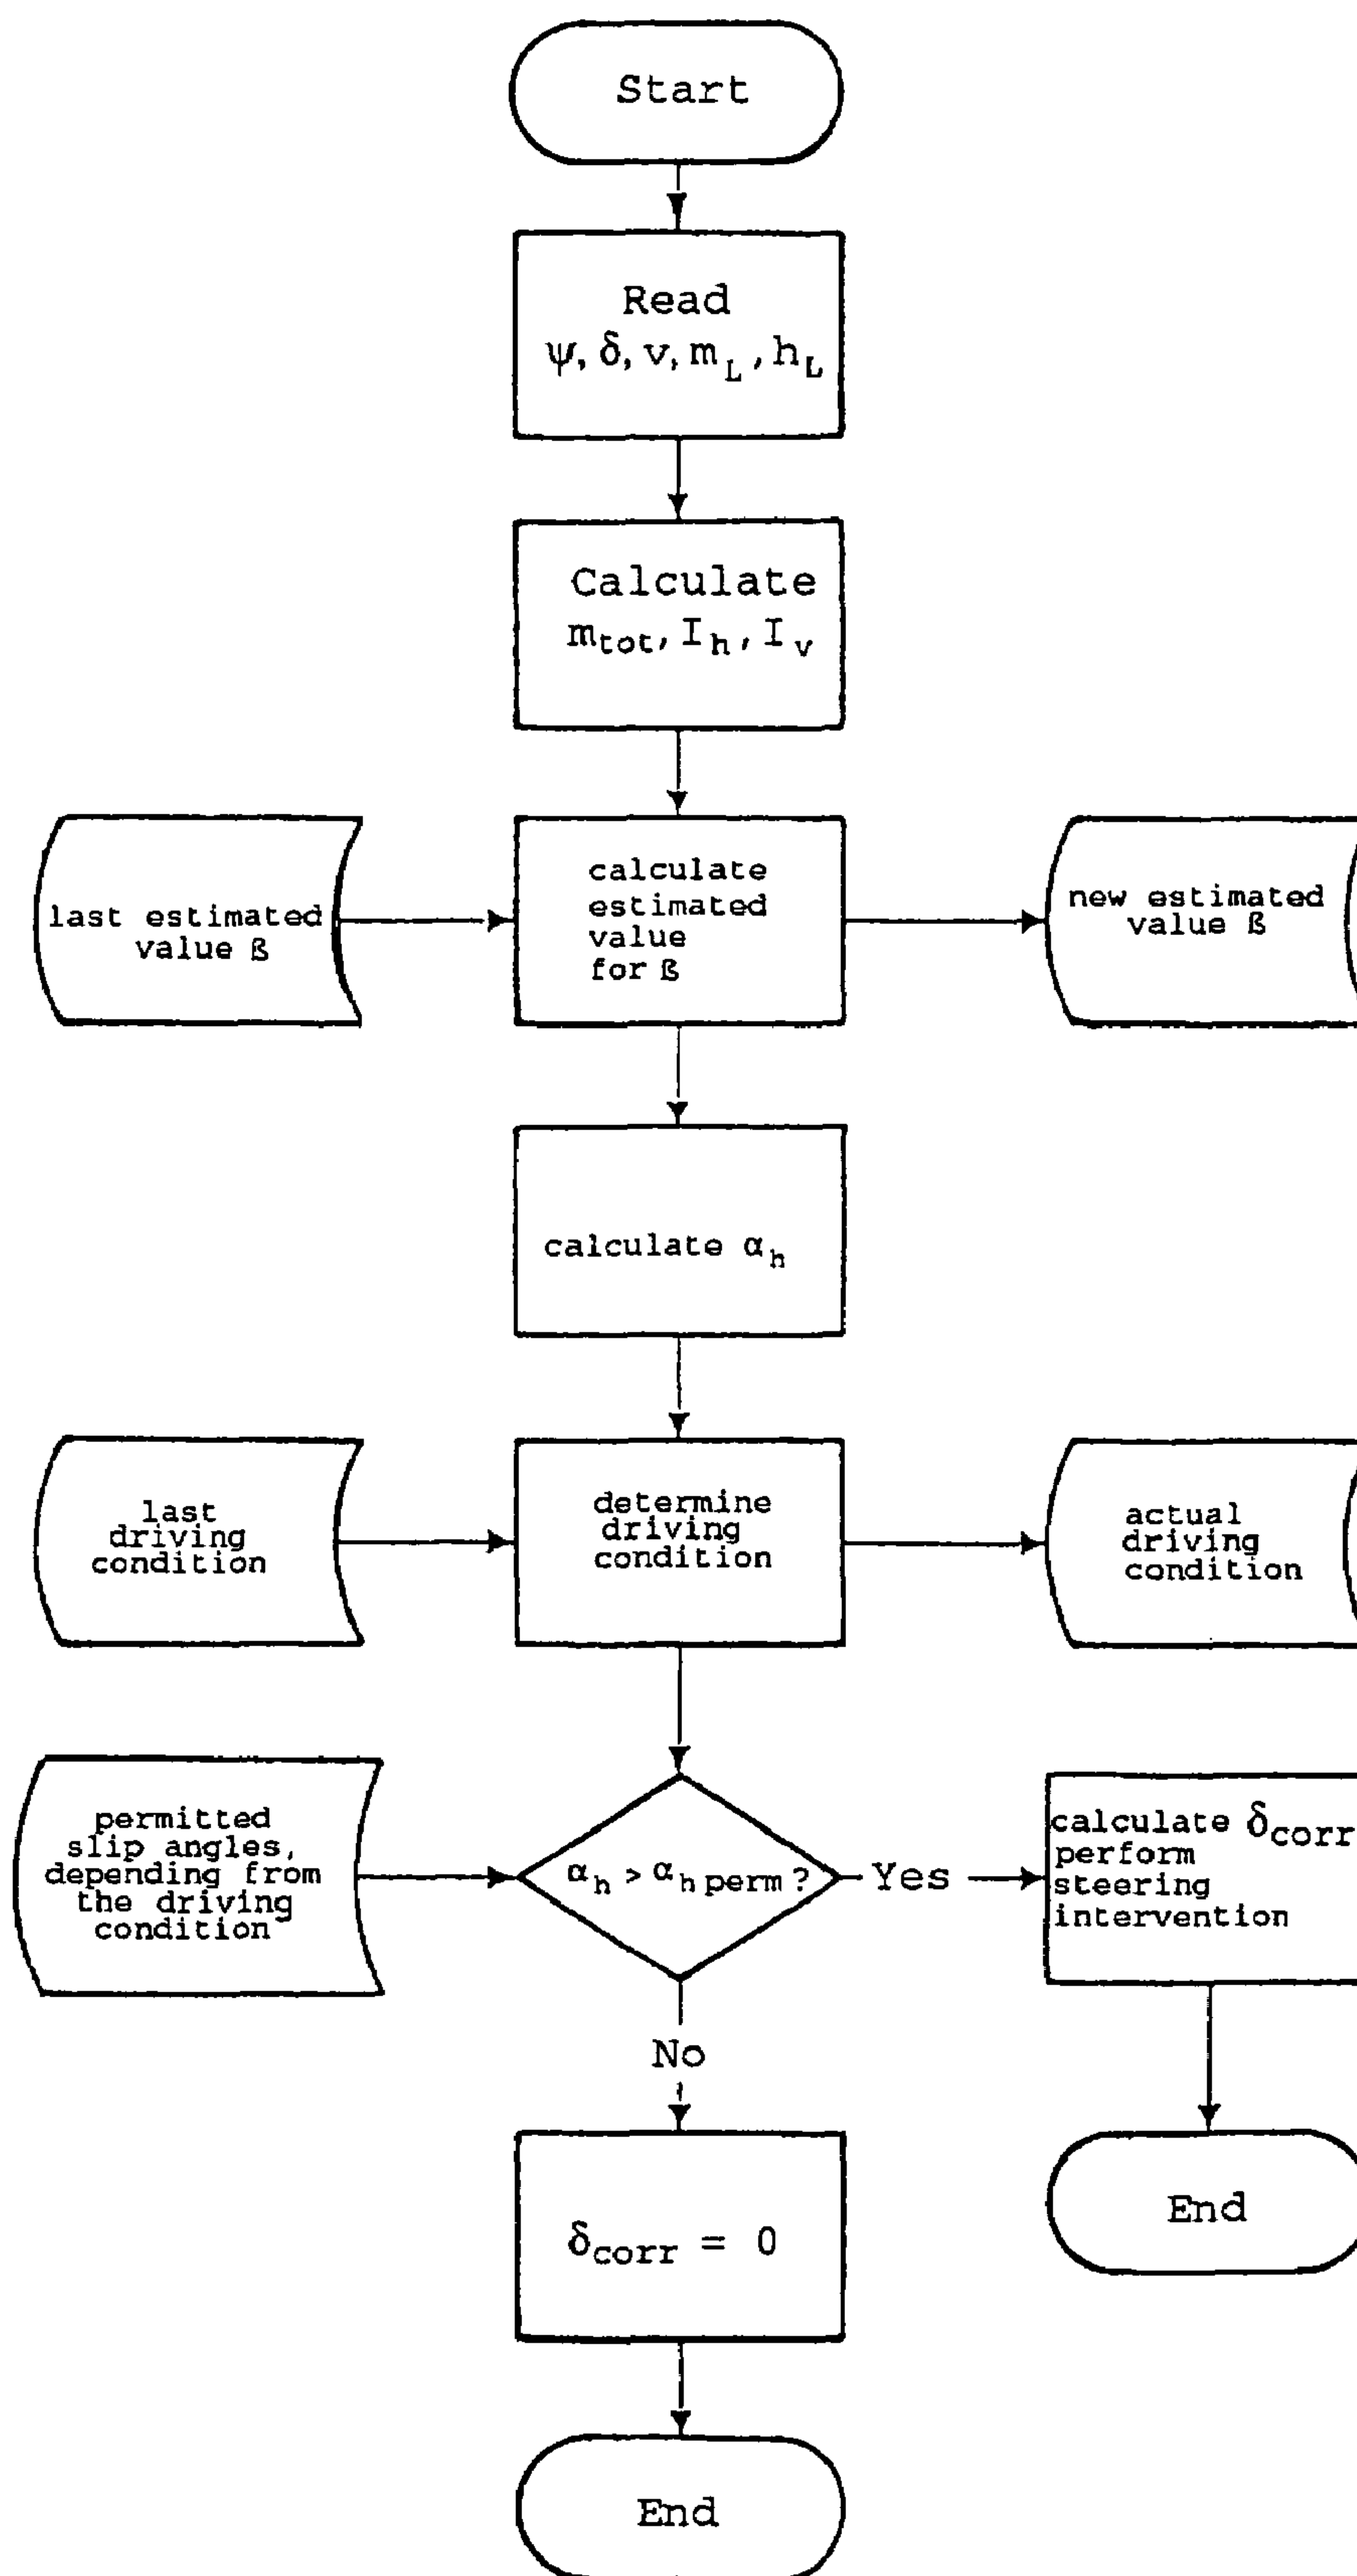 Start
Read
ψ, δ, v, m_L, h_L
Calculate
m_tot, I_h, I_v
last estimated
value ß
calculate
estimated
value
for ß
new estimated
value ß
calculate α_h
last
driving
condition
determine
driving
condition
actual
driving
condition
permitted
slip angles,
depending from
the driving
condition
α_h > α_h perm ?
Yes
calculate δ_corr
perform
steering
intervention
No
δ_corr = 0
End
End